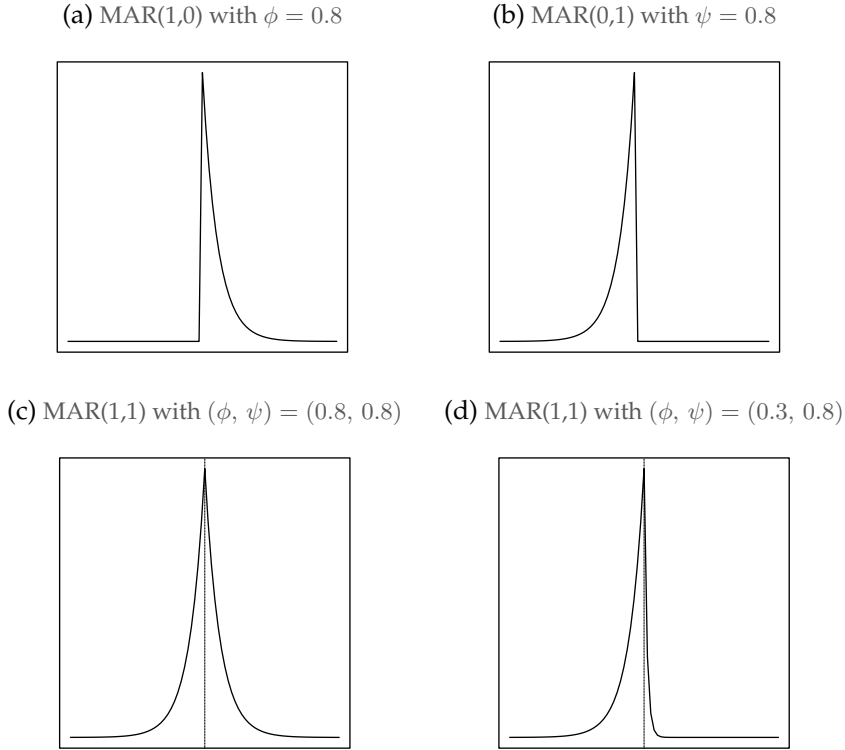 (a) MAR(1,0) with ϕ = 0.8
(b) MAR(0,1) with ψ = 0.8
(c) MAR(1,1) with (ϕ, ψ) = (0.8, 0.8)
(d) MAR(1,1) with (ϕ, ψ) = (0.3, 0.8)